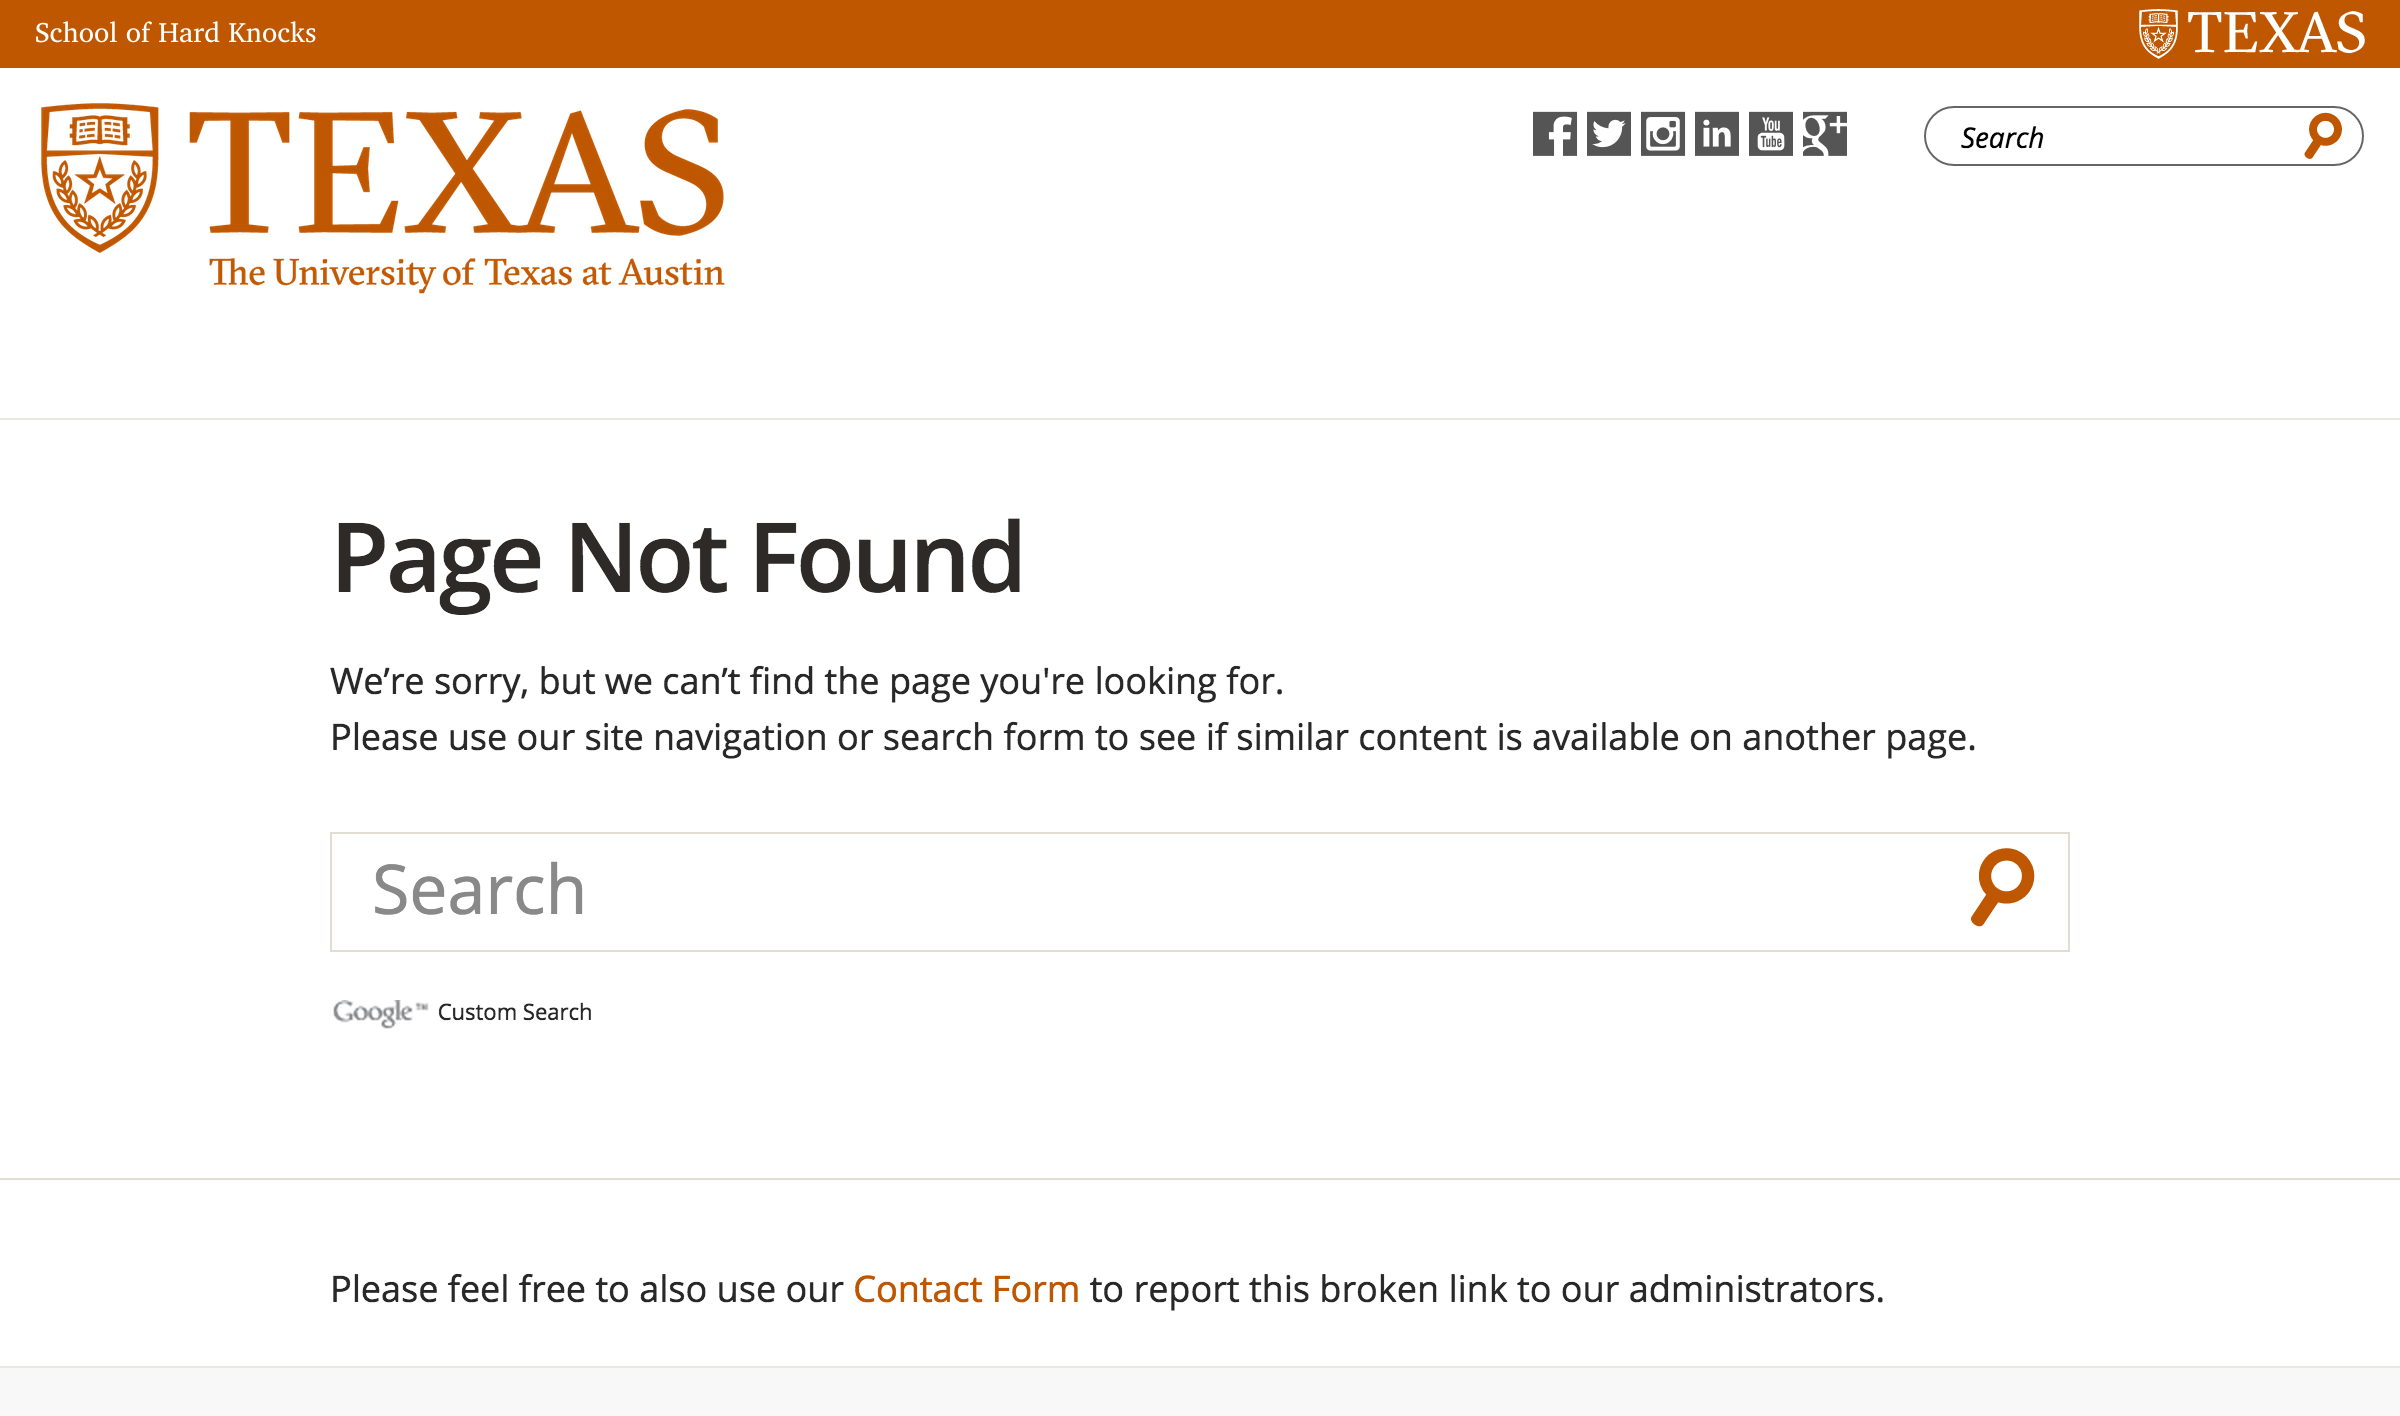 School of Hard Knocks
TEXAS
TEXAS
The University of Texas at Austin
You
Tube
g+
Search
Page Not Found
We’re sorry, but we can’t find the page you're looking for.
Please use our site navigation or search form to see if similar content is available on another page.
Search
Google™ Custom Search
Please feel free to also use our Contact Form to report this broken link to our administrators.